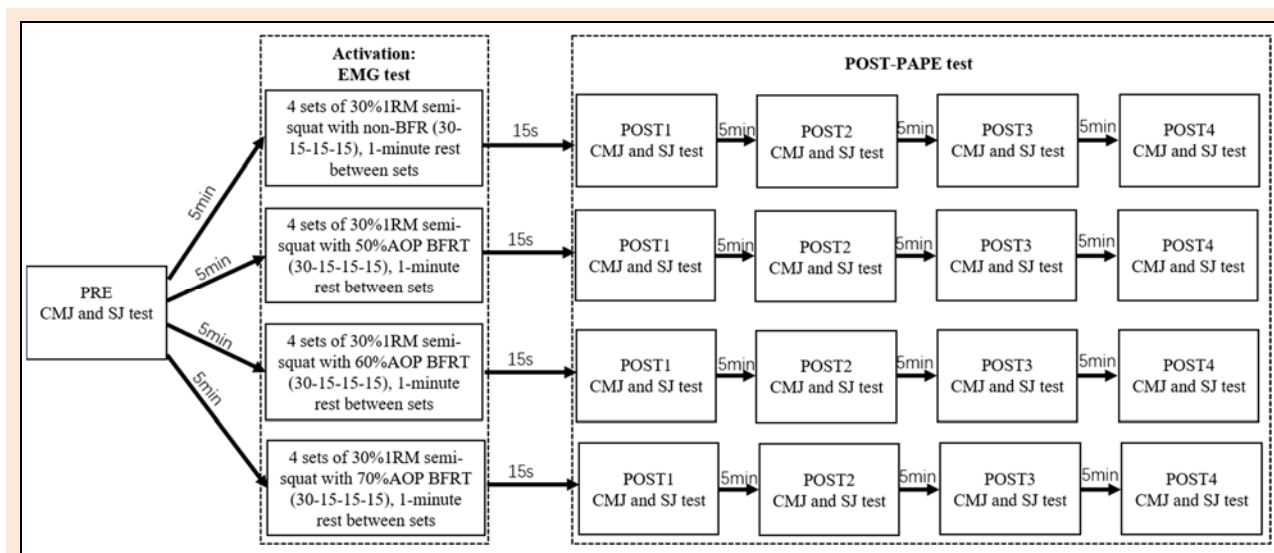 Activation:
EMG test
POST-PAPE test
PRE
CMJ and SJ test
5min
5min
5min
5min
4 sets of 30%1RM semi-
squat with non-BFR (30-
15-15-15), 1-minute rest
between sets
15s
POST1
CMJ and SJ test
5min
POST2
CMJ and SJ test
5min
POST3
CMJ and SJ test
5min
POST4
CMJ and SJ test
4 sets of 30%1RM semi-
squat with 50%AOP BFRT
(30-15-15-15), 1-minute
rest between sets
15s
POST1
CMJ and SJ test
5min
POST2
CMJ and SJ test
5min
POST3
CMJ and SJ test
5min
POST4
CMJ and SJ test
4 sets of 30%1RM semi-
squat with 60%AOP BFRT
(30-15-15-15), 1-minute
rest between sets
15s
POST1
CMJ and SJ test
5min
POST2
CMJ and SJ test
5min
POST3
CMJ and SJ test
5min
POST4
CMJ and SJ test
4 sets of 30%1RM semi-
squat with 70%AOP BFRT
(30-15-15-15), 1-minute
rest between sets
15s
POST1
CMJ and SJ test
5min
POST2
CMJ and SJ test
5min
POST3
CMJ and SJ test
5min
POST4
CMJ and SJ test